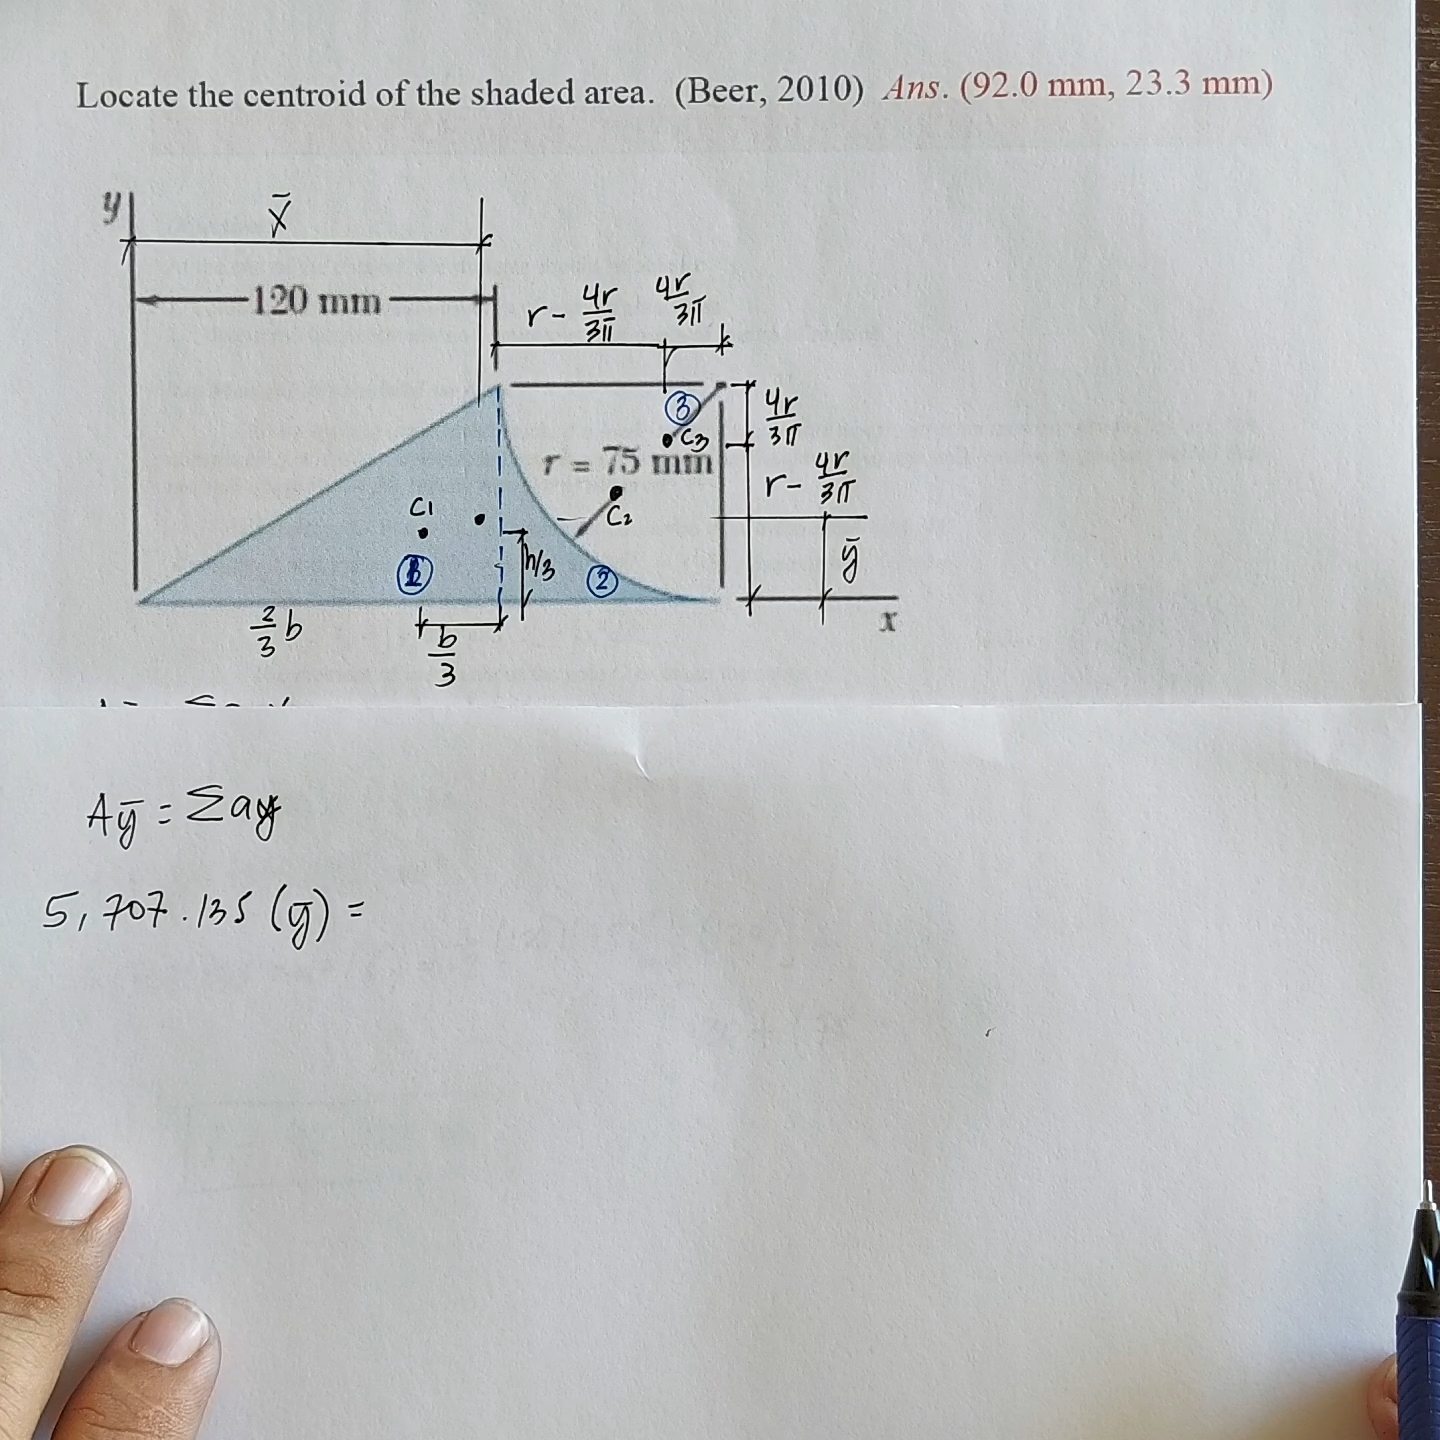 Locate the centroid of the shaded area. (Beer, 2010) Ans. (92.0 mm, 23.3 mm)
y
x̄
120 mm
r - 4r/3π
4r/3π
4r/3π
r - 4r/3π
3
C3
r = 75 mm
C1
C2
h/3
2
ȳ
x
2/3 b
b/3
Aȳ = Σay
5,707.135 (ȳ) =